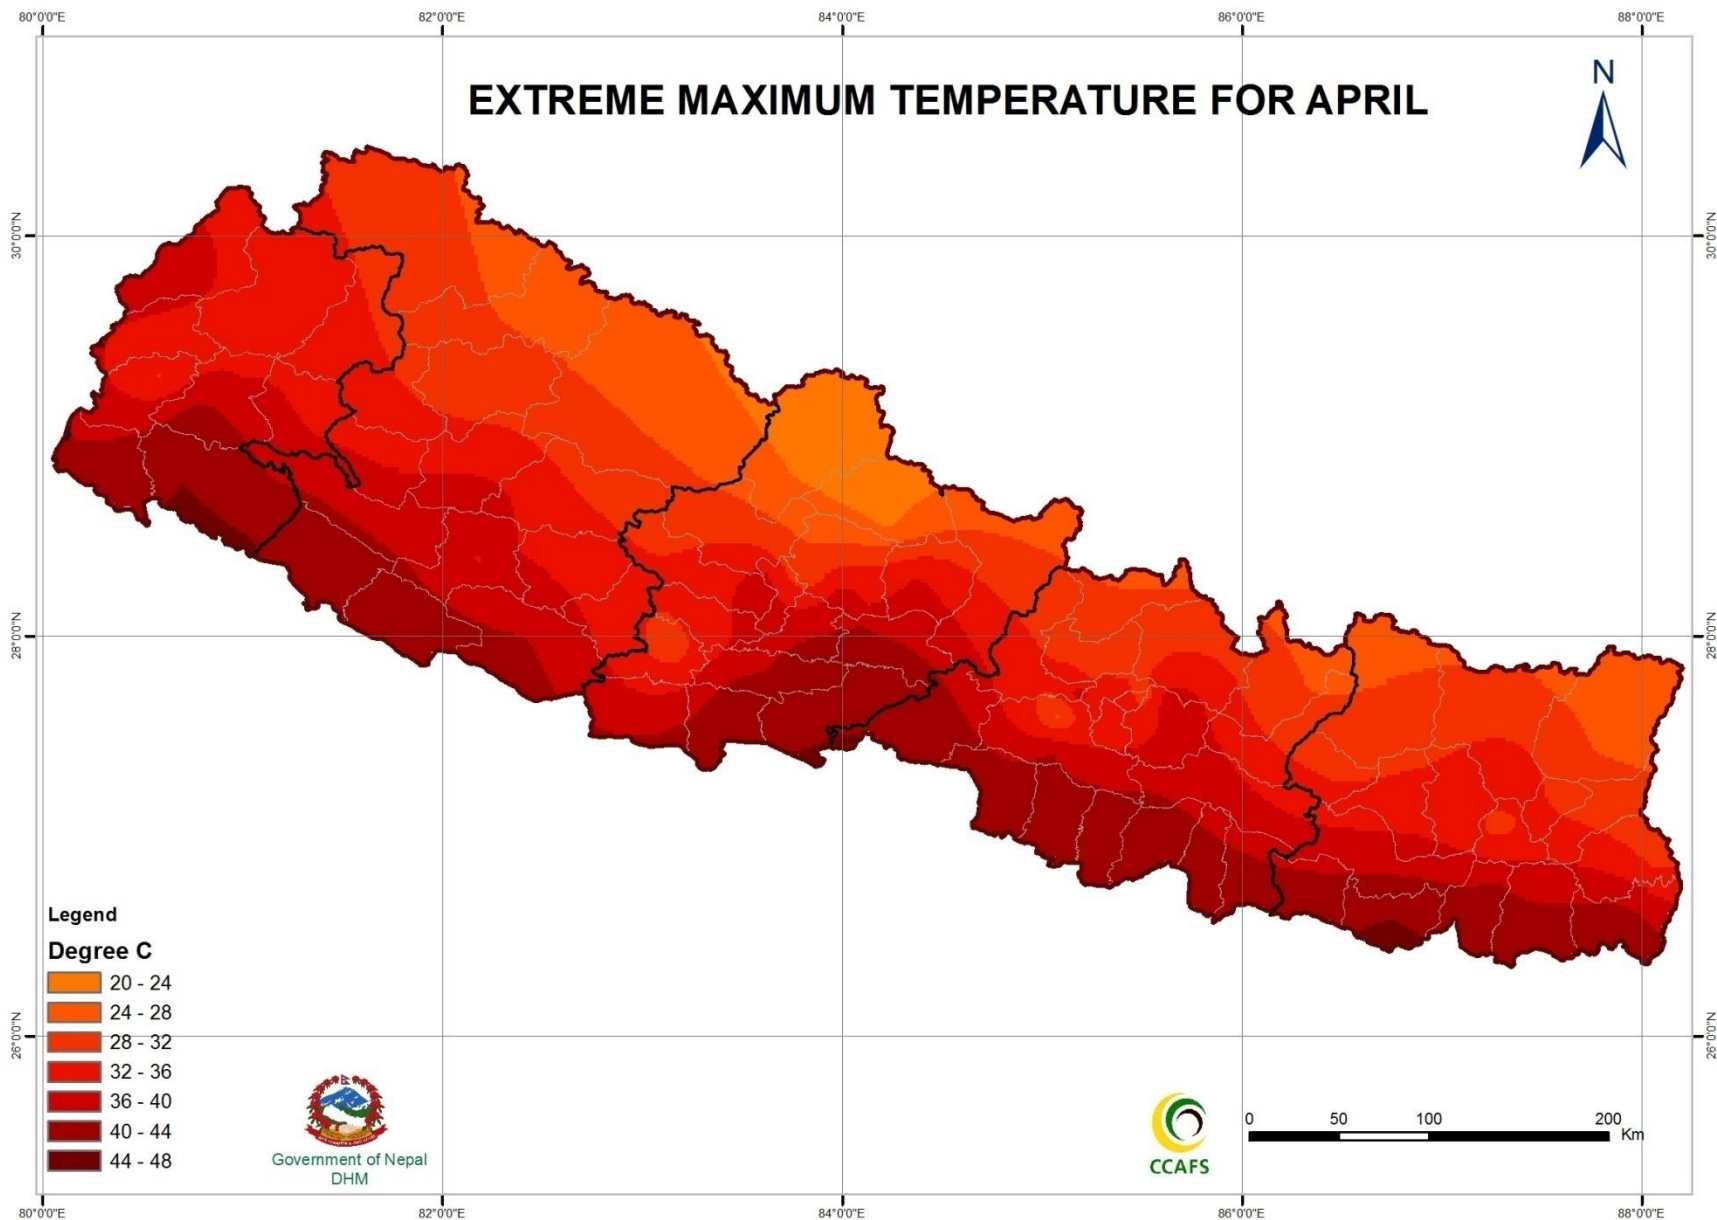 80°0'0"E 82°0'0"E 84°0'0"E 86°0'0"E 88°0'0"E
EXTREME MAXIMUM TEMPERATURE FOR APRIL
N
30°0'0"N 30°0'0"N
28°0'0"N 28°0'0"N
26°0'0"N 26°0'0"N
Legend
Degree C
20 - 24
24 - 28
28 - 32
32 - 36
36 - 40
40 - 44
44 - 48
Government of Nepal
DHM
CCAFS
0 50 100 200
Km
80°0'0"E 82°0'0"E 84°0'0"E 86°0'0"E 88°0'0"E